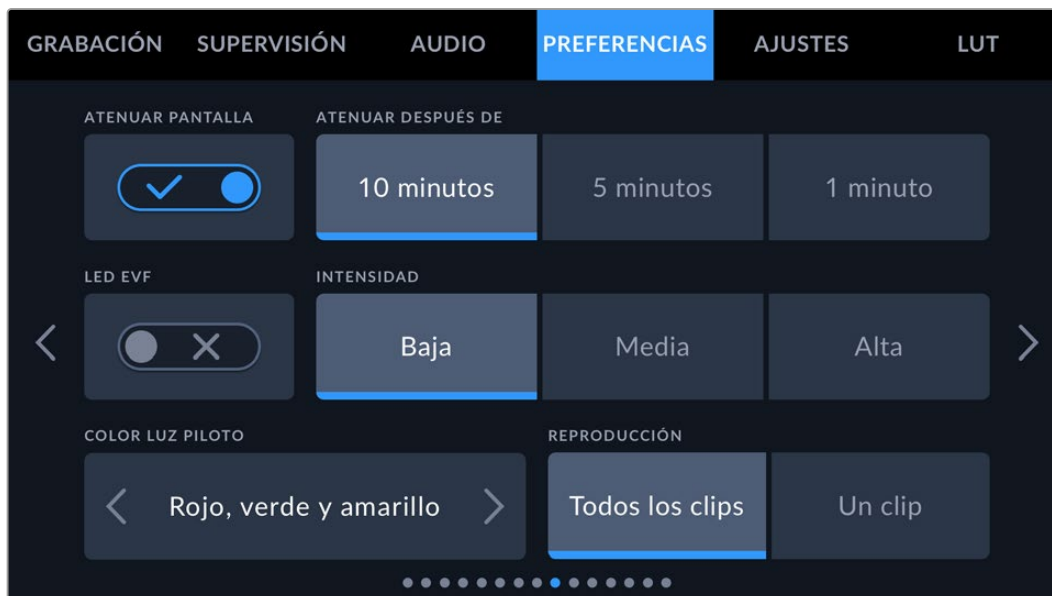 GRABACIÓN SUPERVISIÓN AUDIO PREFERENCIAS AJUSTES LUT
ATENUAR PANTALLA ATENUAR DESPUÉS DE
10 minutos 5 minutos 1 minuto
LED EVF INTENSIDAD
Baja Media Alta
COLOR LUZ PILOTO REPRODUCCIÓN
Rojo, verde y amarillo Todos los clips Un clip